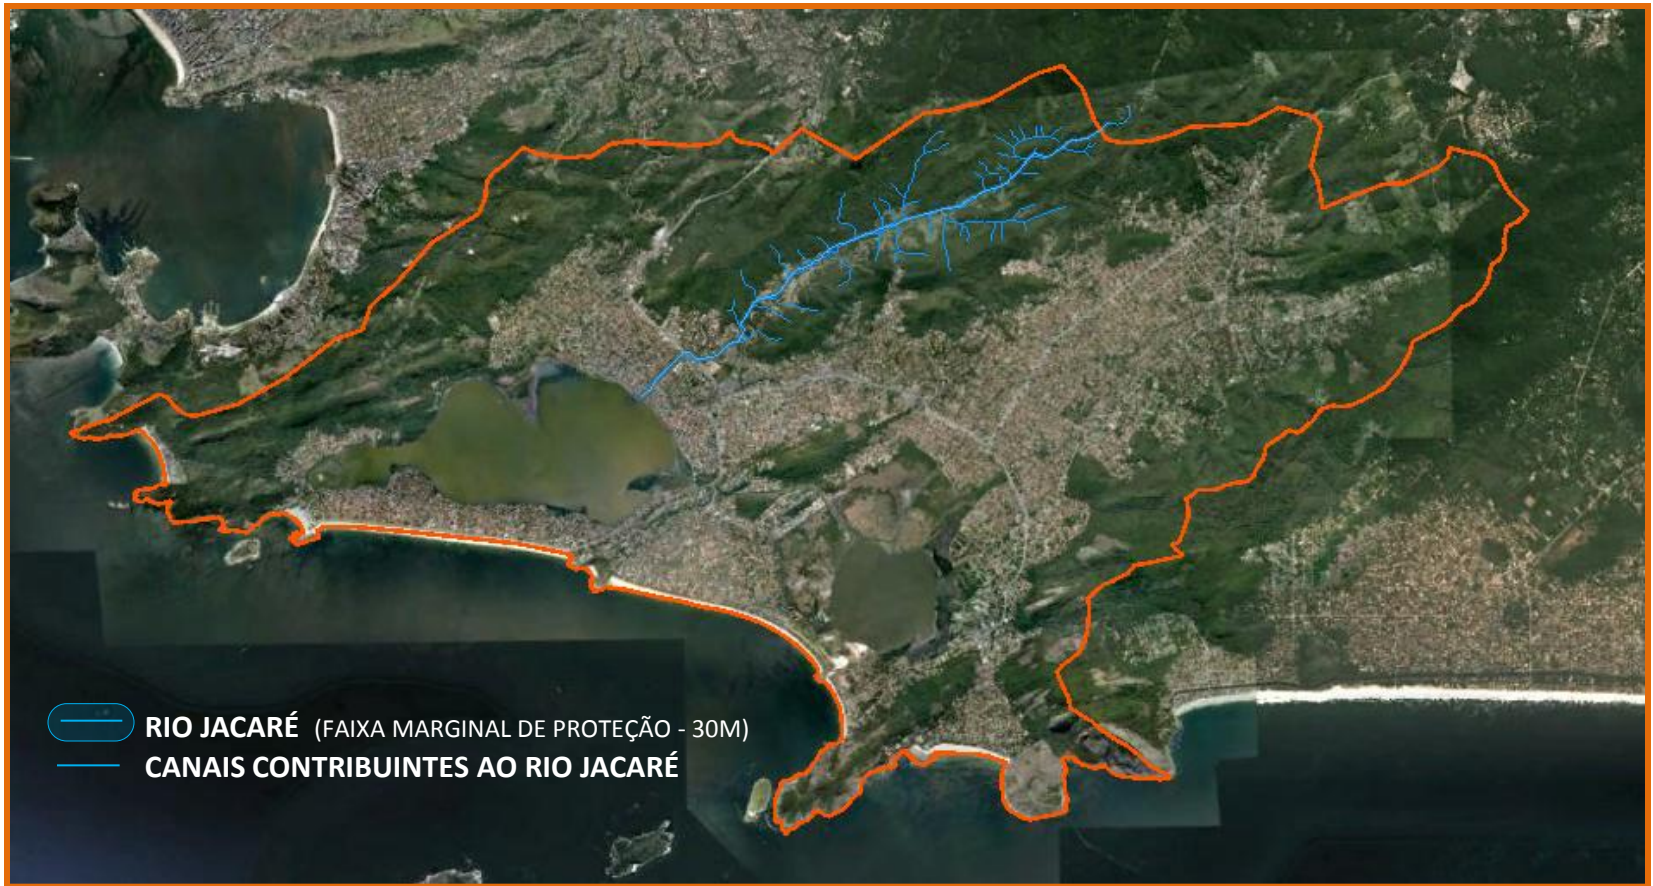 RIO JACARÉ (FAIXA MARGINAL DE PROTEÇÃO - 30M)
CANAIS CONTRIBUINTES AO RIO JACARÉ